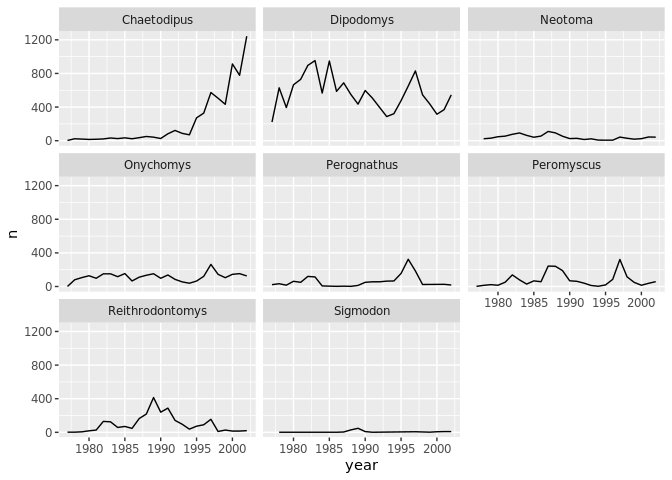 Chaetodipus Dipodomys Neotoma
1200
800
400
0
Onychomys Perognathus Peromyscus
1200
800
400
0
1980 1985 1990 1995 2000
Reithrodontomys Sigmodon
1200
800
400
0
1980 1985 1990 1995 2000 1980 1985 1990 1995 2000
year
n